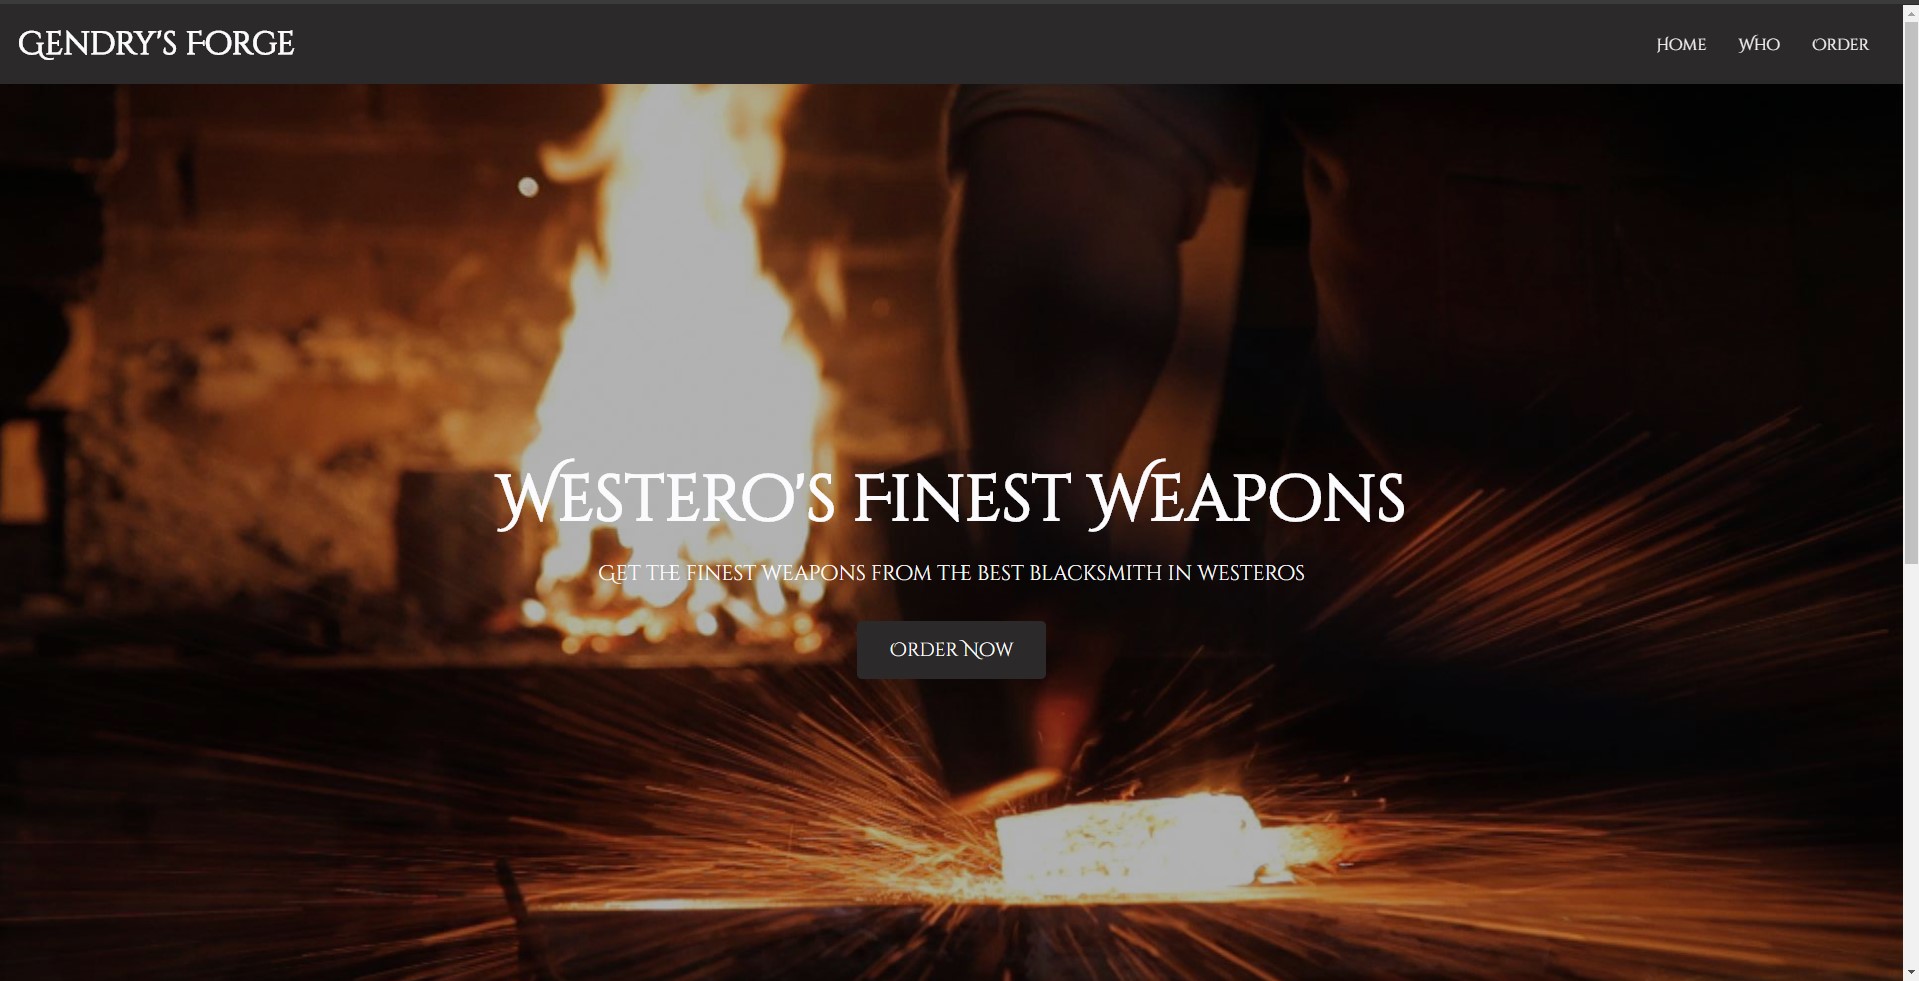 Gendry's Forge
Home Who Order
Westero's Finest Weapons
Get the finest weapons from the best blacksmith in westeros
Order Now